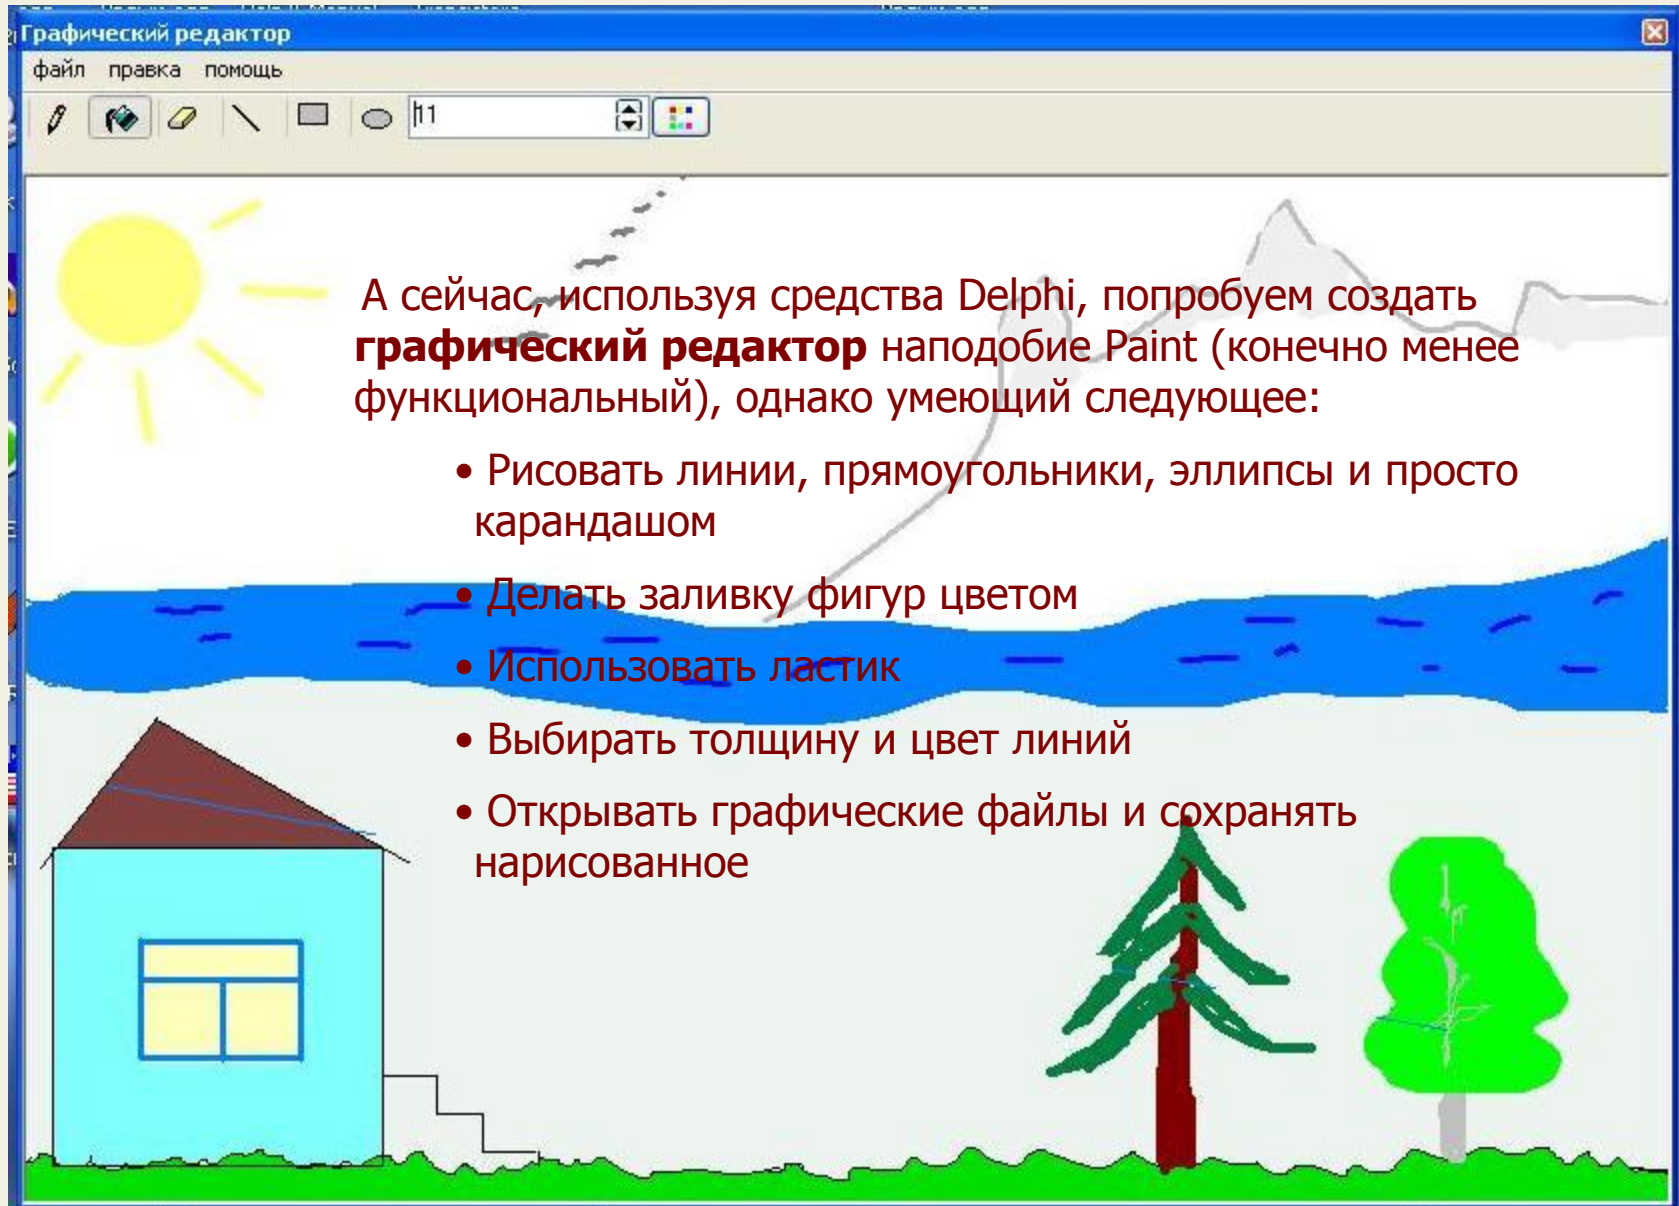 Графический редактор
файл правка помощь
11
А сейчас, используя средства Delphi, попробуем создать
графический редактор наподобие Paint (конечно менее
функциональный), однако умеющий следующее:
• Рисовать линии, прямоугольники, эллипсы и просто
карандашом
• Делать заливку фигур цветом
• Использовать ластик
• Выбирать толщину и цвет линий
• Открывать графические файлы и сохранять
нарисованное